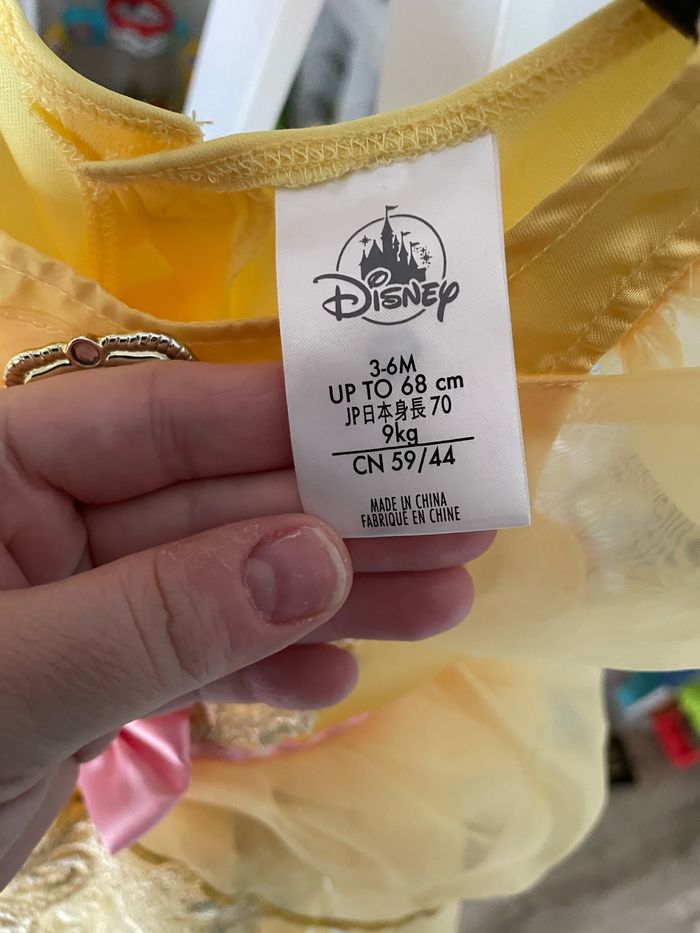 Disney
3-6M
UP TO 68 cm
JP日本身長 70
9kg
CN 59/44
MADE IN CHINA
FABRIQUÉ EN CHINE